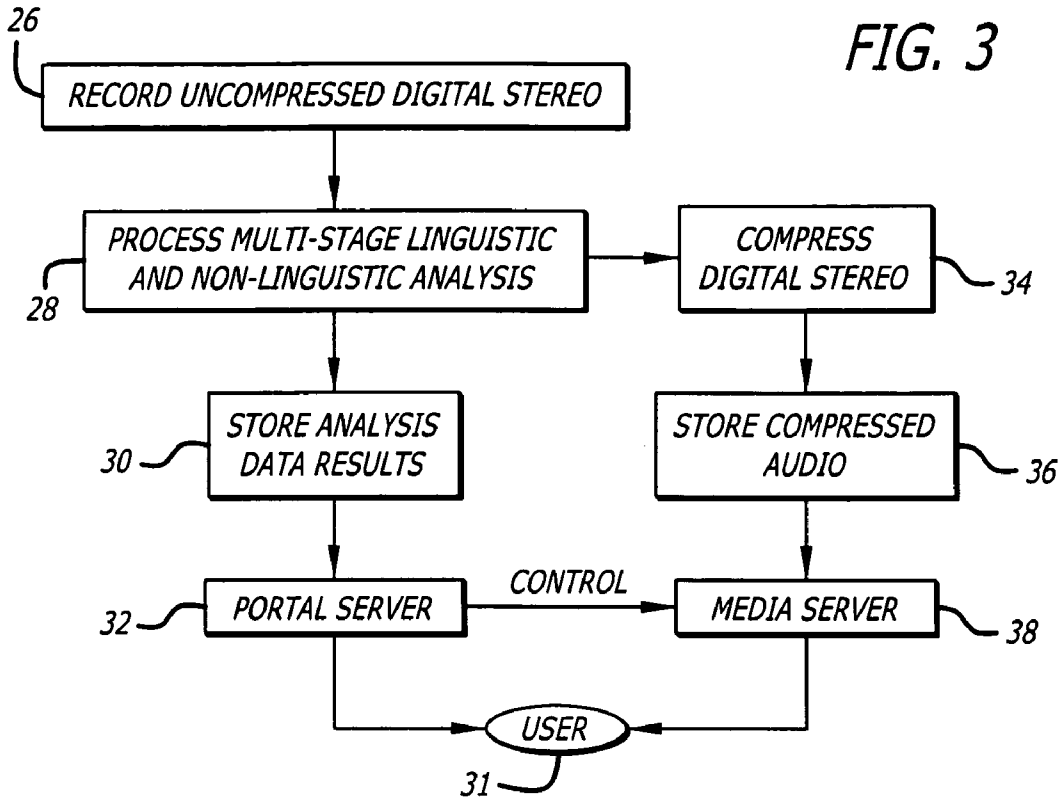 FIG. 3
26
RECORD UNCOMPRESSED DIGITAL STEREO
PROCESS MULTI-STAGE LINGUISTIC
AND NON-LINGUISTIC ANALYSIS
28
COMPRESS
DIGITAL STEREO
34
STORE ANALYSIS
DATA RESULTS
30
STORE COMPRESSED
AUDIO
36
PORTAL SERVER
32
CONTROL
MEDIA SERVER
38
USER
31